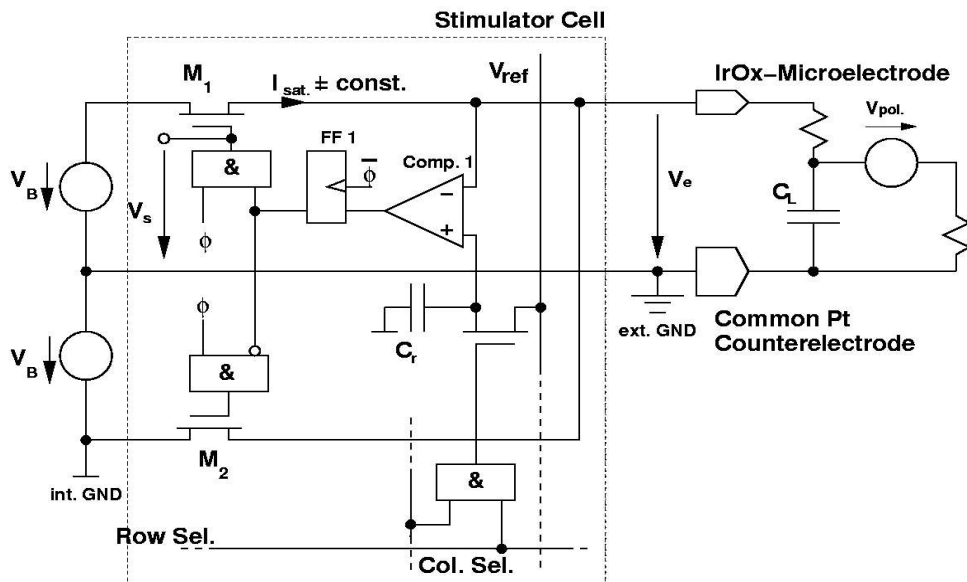 Stimulator Cell
M1
I sat. ± const.
Vref
IrOx–Microelectrode
Vpol.
FF 1
ϕ̅
Comp. 1
&
VB
Vs
–
+
Ve
CL
ϕ
ϕ
Cr
ext. GND
Common Pt
Counterelectrode
VB
&
M2
int. GND
&
Row Sel.
Col. Sel.